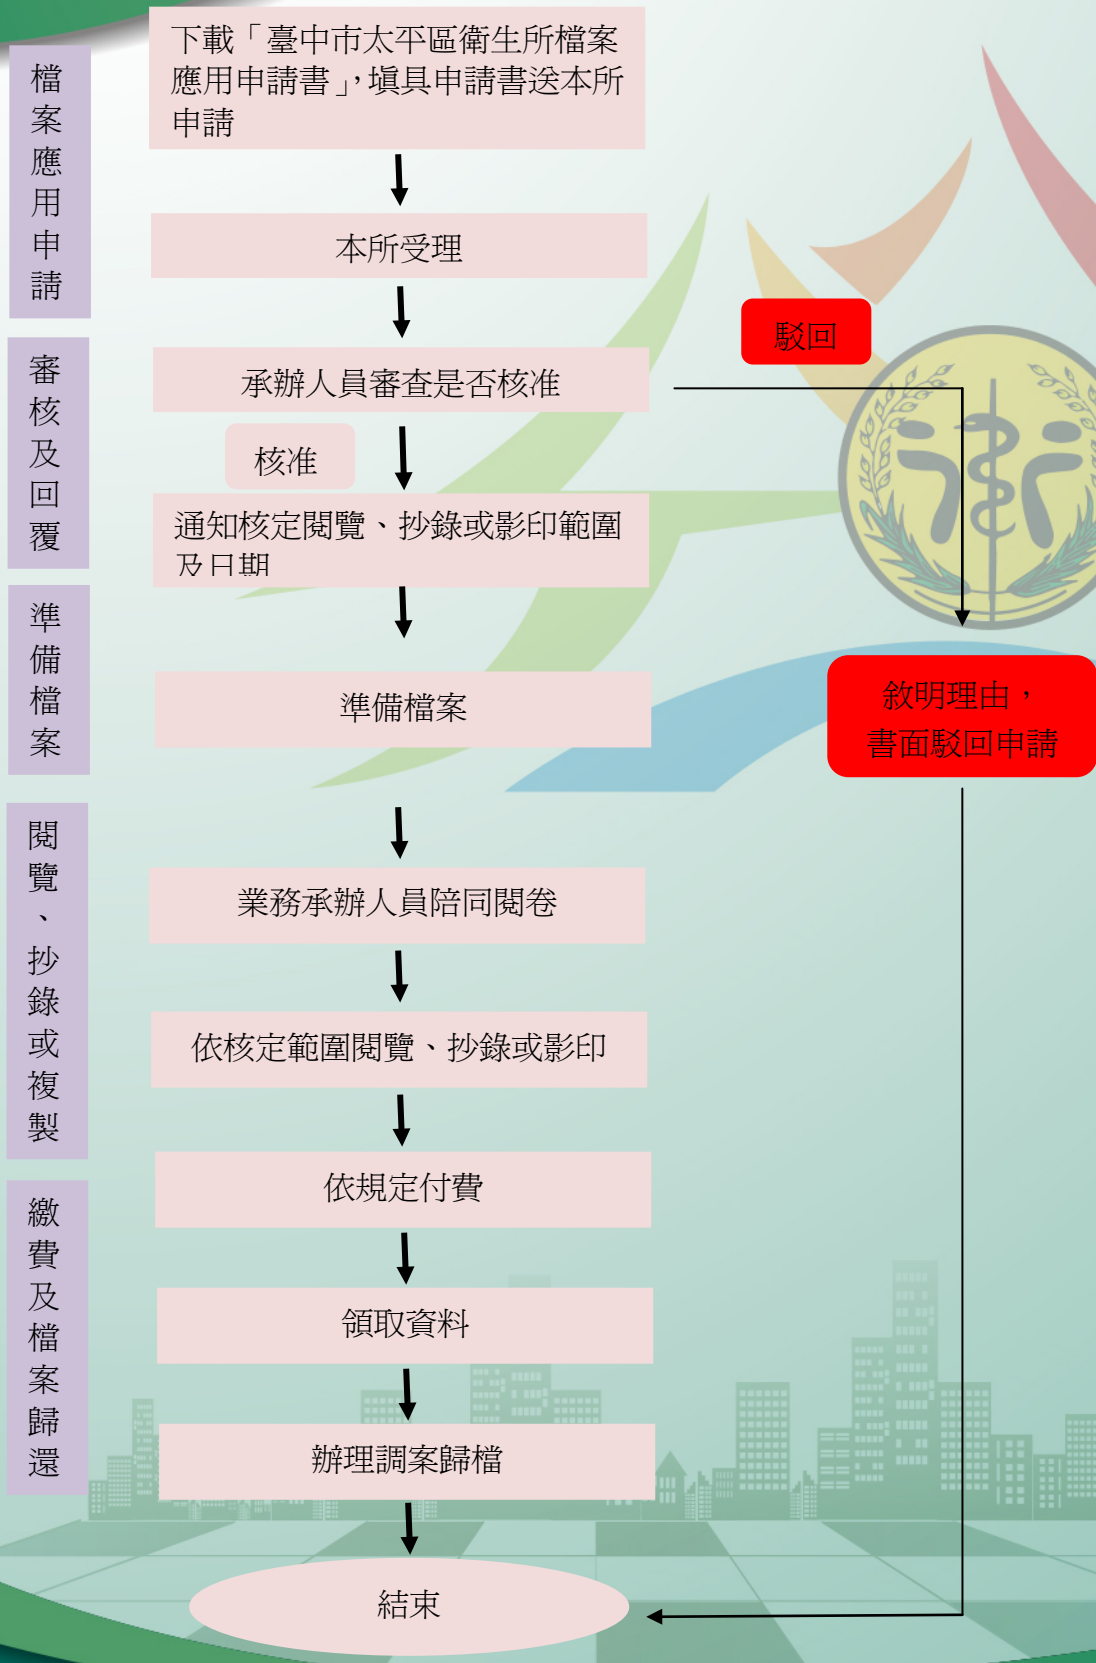 檔案應用申請
下載「臺中市太平區衛生所檔案
應用申請書」，填具申請書送本所
申請
本所受理
審核及回覆
承辦人員審查是否核准
駁回
核准
通知核定閱覽、抄錄或影印範圍
及日期
敘明理由，
書面駁回申請
準備檔案
準備檔案
閱覽、抄錄或複製
業務承辦人員陪同閱卷
依核定範圍閱覽、抄錄或影印
繳費及檔案歸還
依規定付費
領取資料
辦理調案歸檔
結束